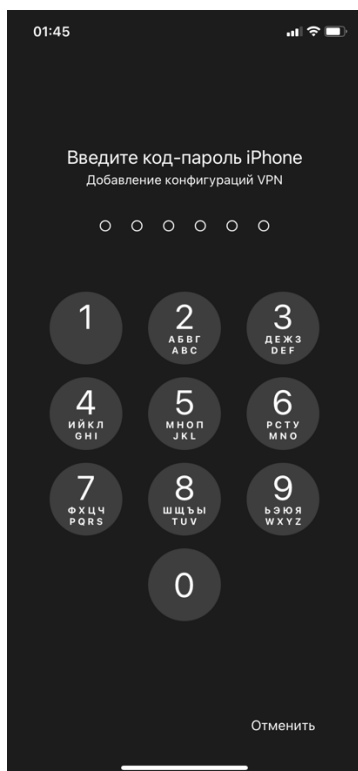 01:45
Введите код-пароль iPhone
Добавление конфигураций VPN
1 2 3
АБВГ ДЕЖЗ
ABC DEF
4 5 6
ИЙКЛ МНОП РСТУ
GHI JKL MNO
7 8 9
ФХЦЧ ШЩЪЫ ЬЭЮЯ
PQRS TUV WXYZ
0
Отменить